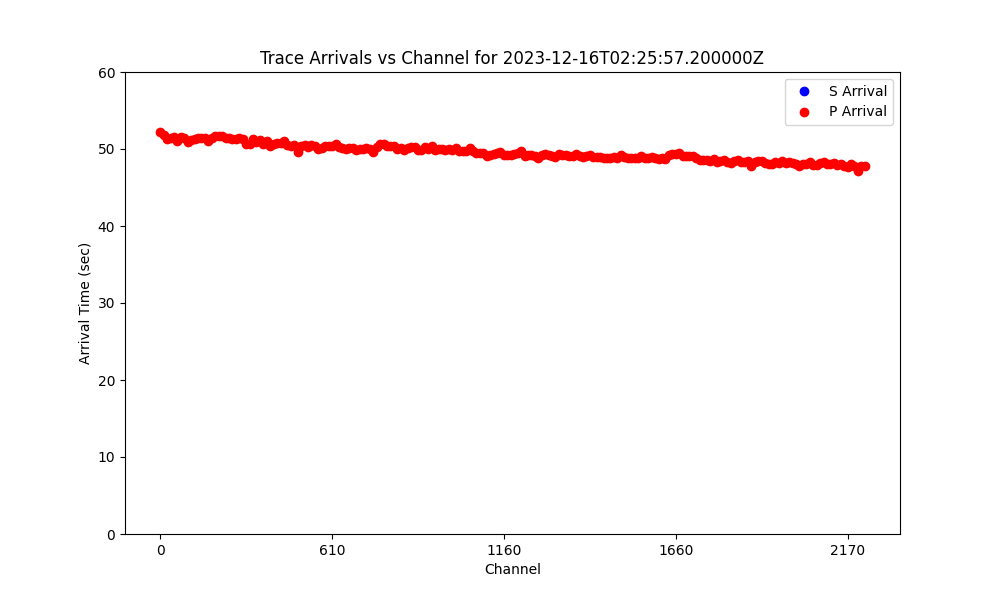 Trace Arrivals vs Channel for 2023-12-16T02:25:57.200000Z
S Arrival
P Arrival
60
50
40
30
20
10
0
Arrival Time (sec)
0 610 1160 1660 2170
Channel